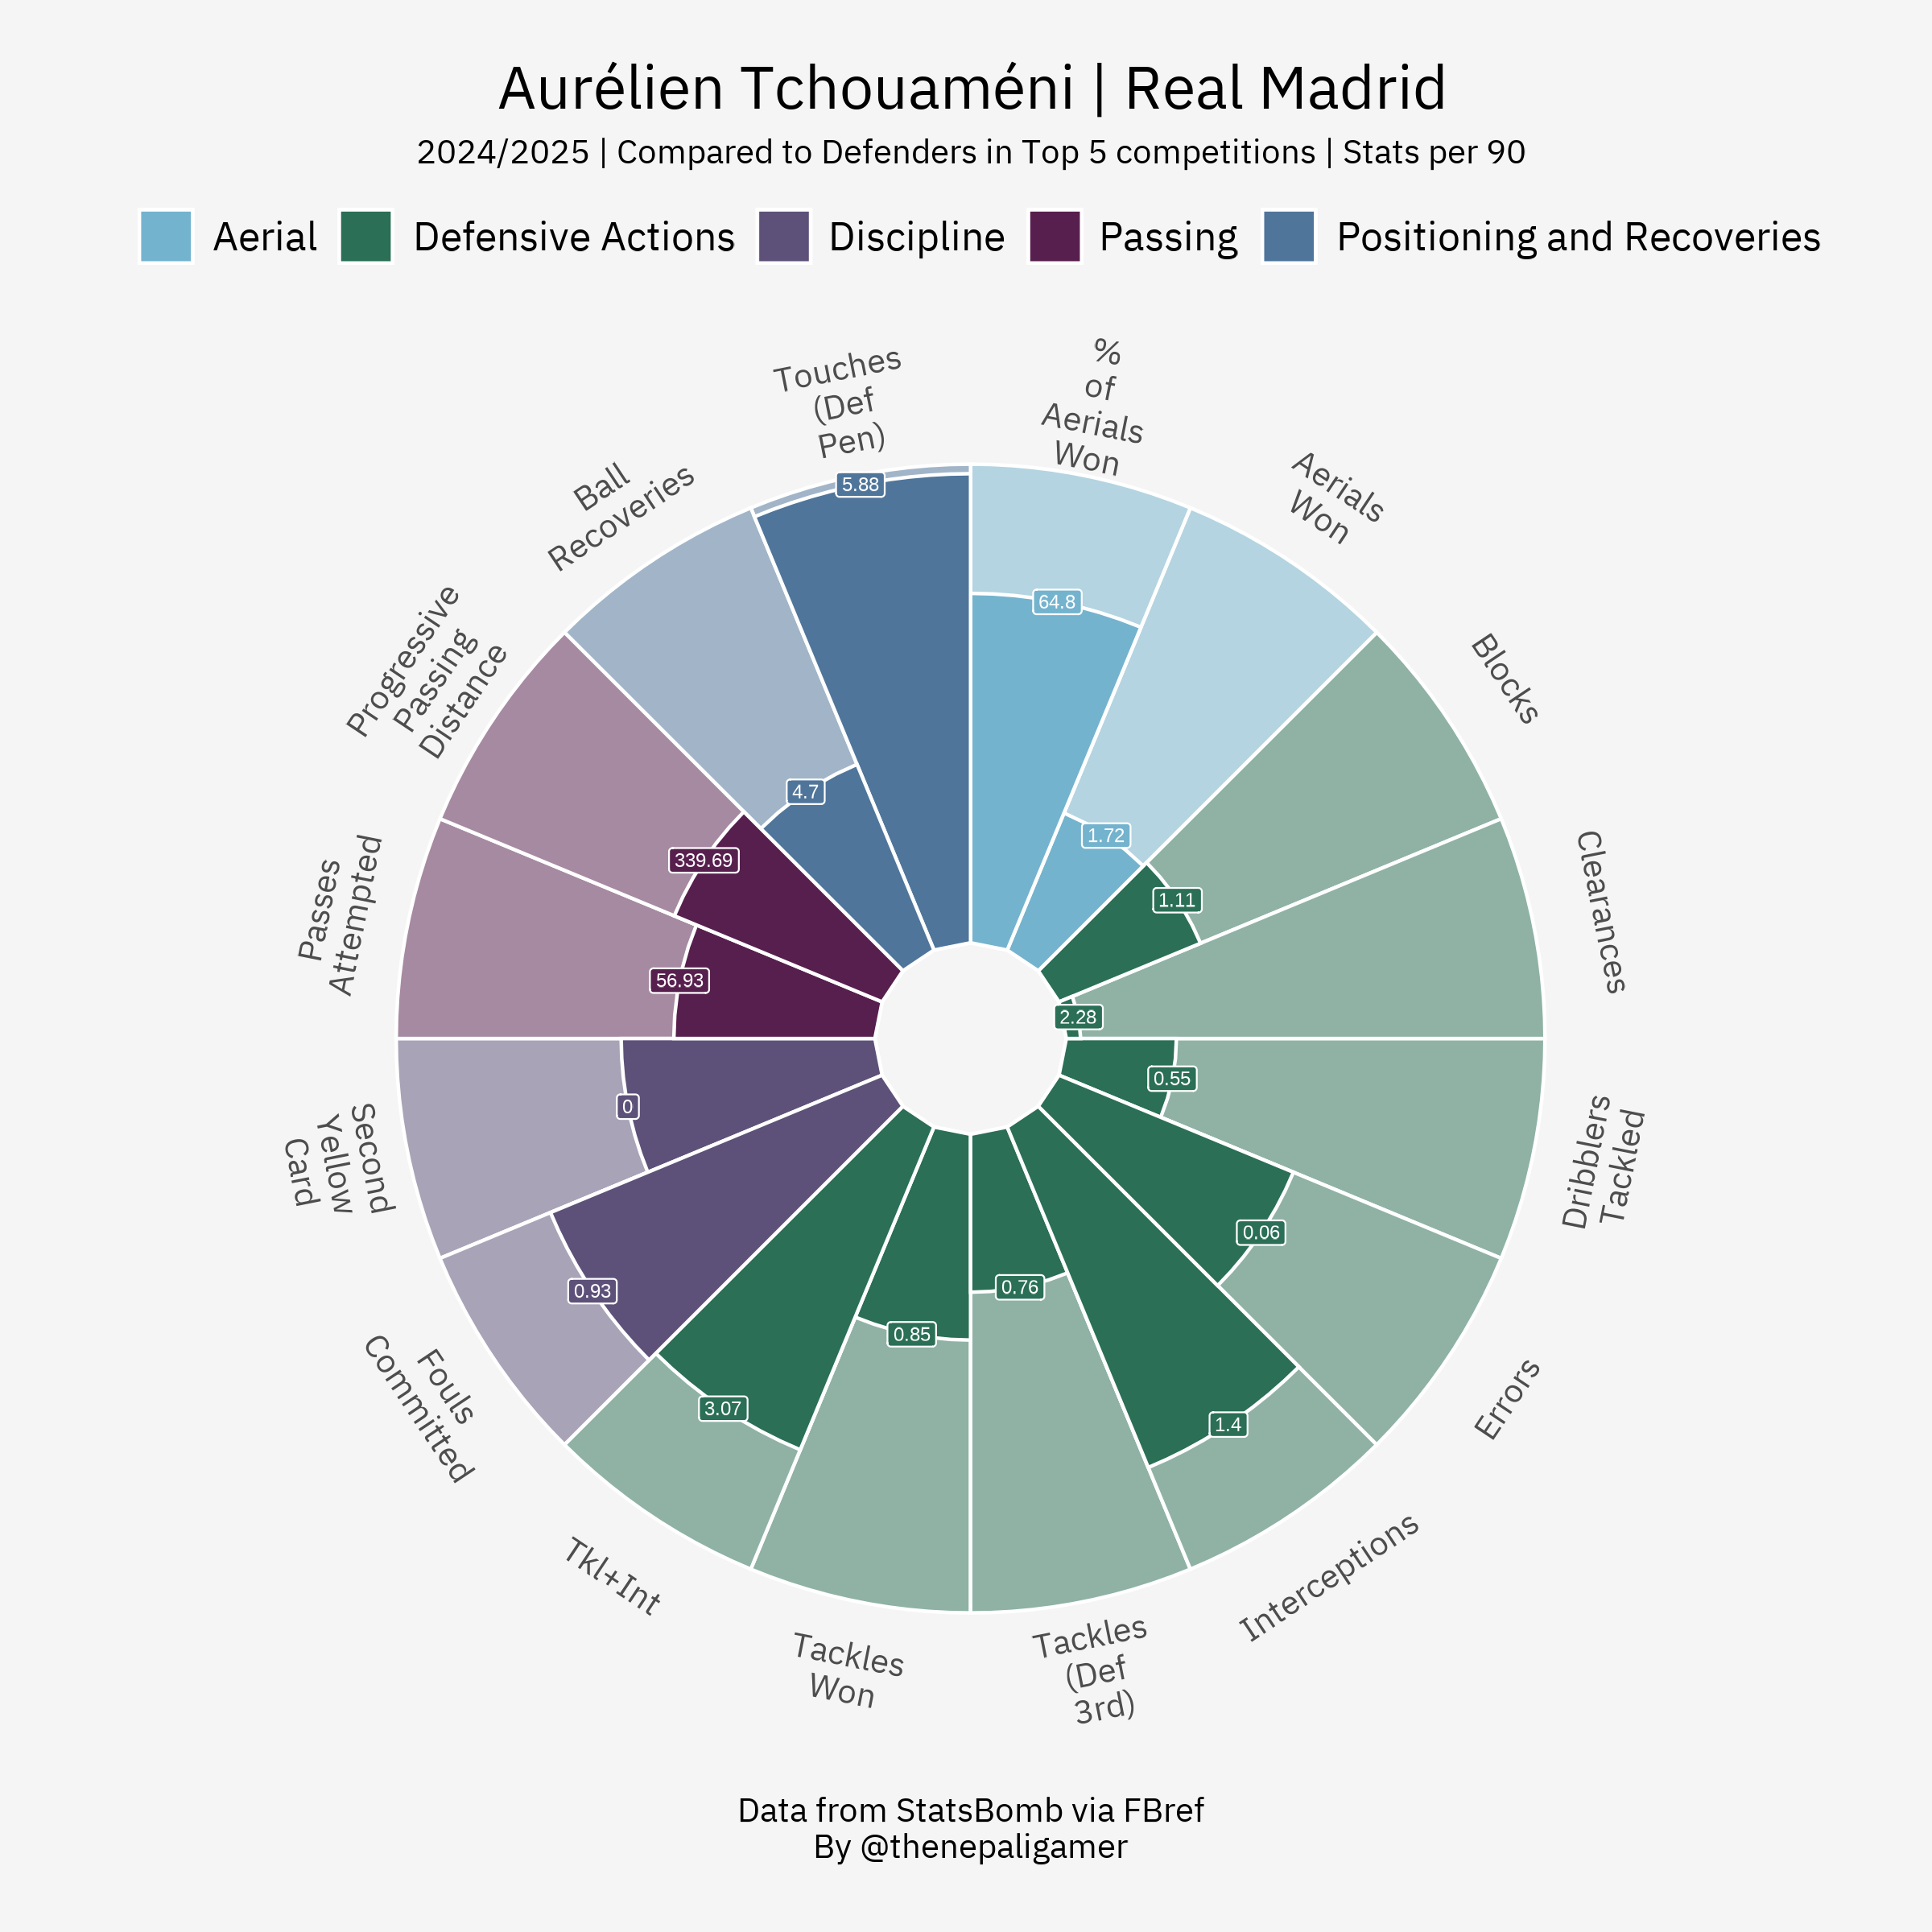 Aurélien Tchouaméni | Real Madrid
2024/2025 | Compared to Defenders in Top 5 competitions | Stats per 90
Aerial
Defensive Actions
Discipline
Passing
Positioning and Recoveries
%
of
Aerials
Won
64.8
Aerials
Won
1.72
Blocks
1.11
Clearances
2.28
Dribblers
Tackled
0.55
Errors
0.06
Interceptions
1.4
Tackles
(Def
3rd)
0.76
Tackles
Won
0.85
Tkl+Int
3.07
Fouls
Committed
0.93
Second
Yellow
Card
0
Passes
Attempted
56.93
Progressive
Passing
Distance
339.69
Ball
Recoveries
4.7
Touches
(Def
Pen)
5.88
Data from StatsBomb via FBref
By @thenepaligamer